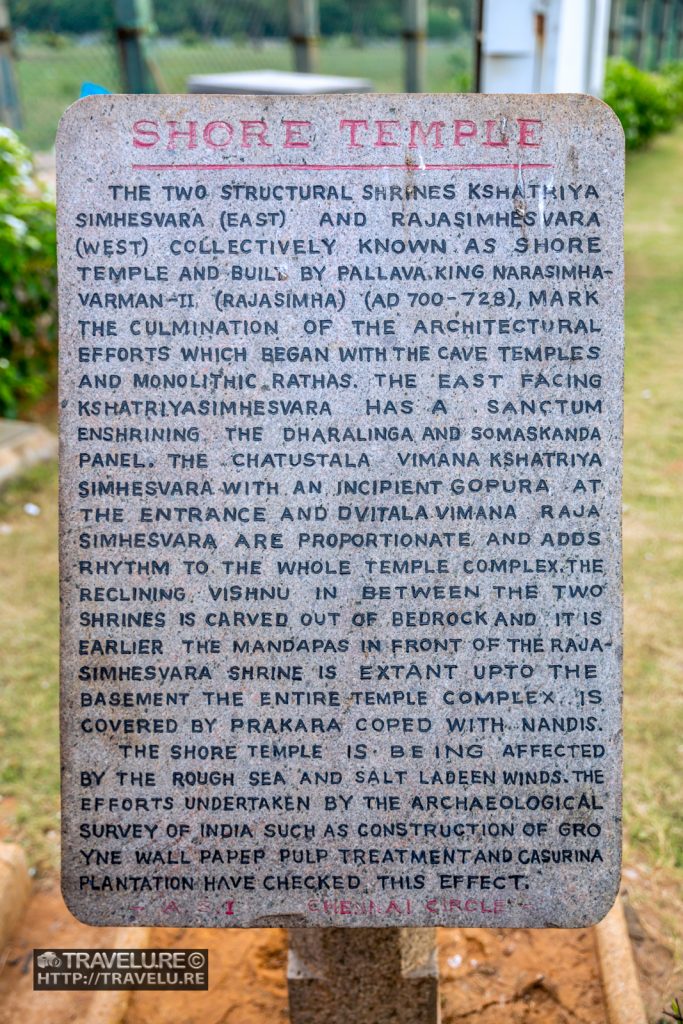 SHORE TEMPLE
THE TWO STRUCTURAL SHRINES KSHATRIYA
SIMHESVARA (EAST) AND RAJASIMHESVARA
(WEST) COLLECTIVELY KNOWN AS SHORE
TEMPLE AND BUILT BY PALLAVA KING NARASIMHA-
VARMAN-II (RAJASIMHA) (AD 700-728), MARK
THE CULMINATION OF THE ARCHITECTURAL
EFFORTS WHICH BEGAN WITH THE CAVE TEMPLES
AND MONOLITHIC RATHAS. THE EAST FACING
KSHATRIYASIMHESVARA HAS A SANCTUM
ENSHRINING THE DHARALINGA AND SOMASKANDA
PANEL. THE CHATUSTALA VIMANA KSHATRIYA
SIMHESVARA WITH AN INCIPIENT GOPURA AT
THE ENTRANCE AND DVITALA VIMANA RAJA
SIMHESVARA ARE PROPORTIONATE AND ADDS
RHYTHM TO THE WHOLE TEMPLE COMPLEX. THE
RECLINING VISHNU IN BETWEEN THE TWO
SHRINES IS CARVED OUT OF BEDROCK AND IT IS
EARLIER THE MANDAPAS IN FRONT OF THE RAJA-
SIMHESVARA SHRINE IS EXTANT UPTO THE
BASEMENT THE ENTIRE TEMPLE COMPLEX IS
COVERED BY PRAKARA COPED WITH NANDIS.
THE SHORE TEMPLE IS BEING AFFECTED
BY THE ROUGH SEA AND SALT LADEEN WINDS. THE
EFFORTS UNDERTAKEN BY THE ARCHAEOLOGICAL
SURVEY OF INDIA SUCH AS CONSTRUCTION OF GRO
YNE WALL PAPEP PULP TREATMENT AND CASURINA
PLANTATION HAVE CHECKED THIS EFFECT.
- A.S.I CHENNAI CIRCLE -
TRAVELURE ©
HTTP://TRAVELU.RE